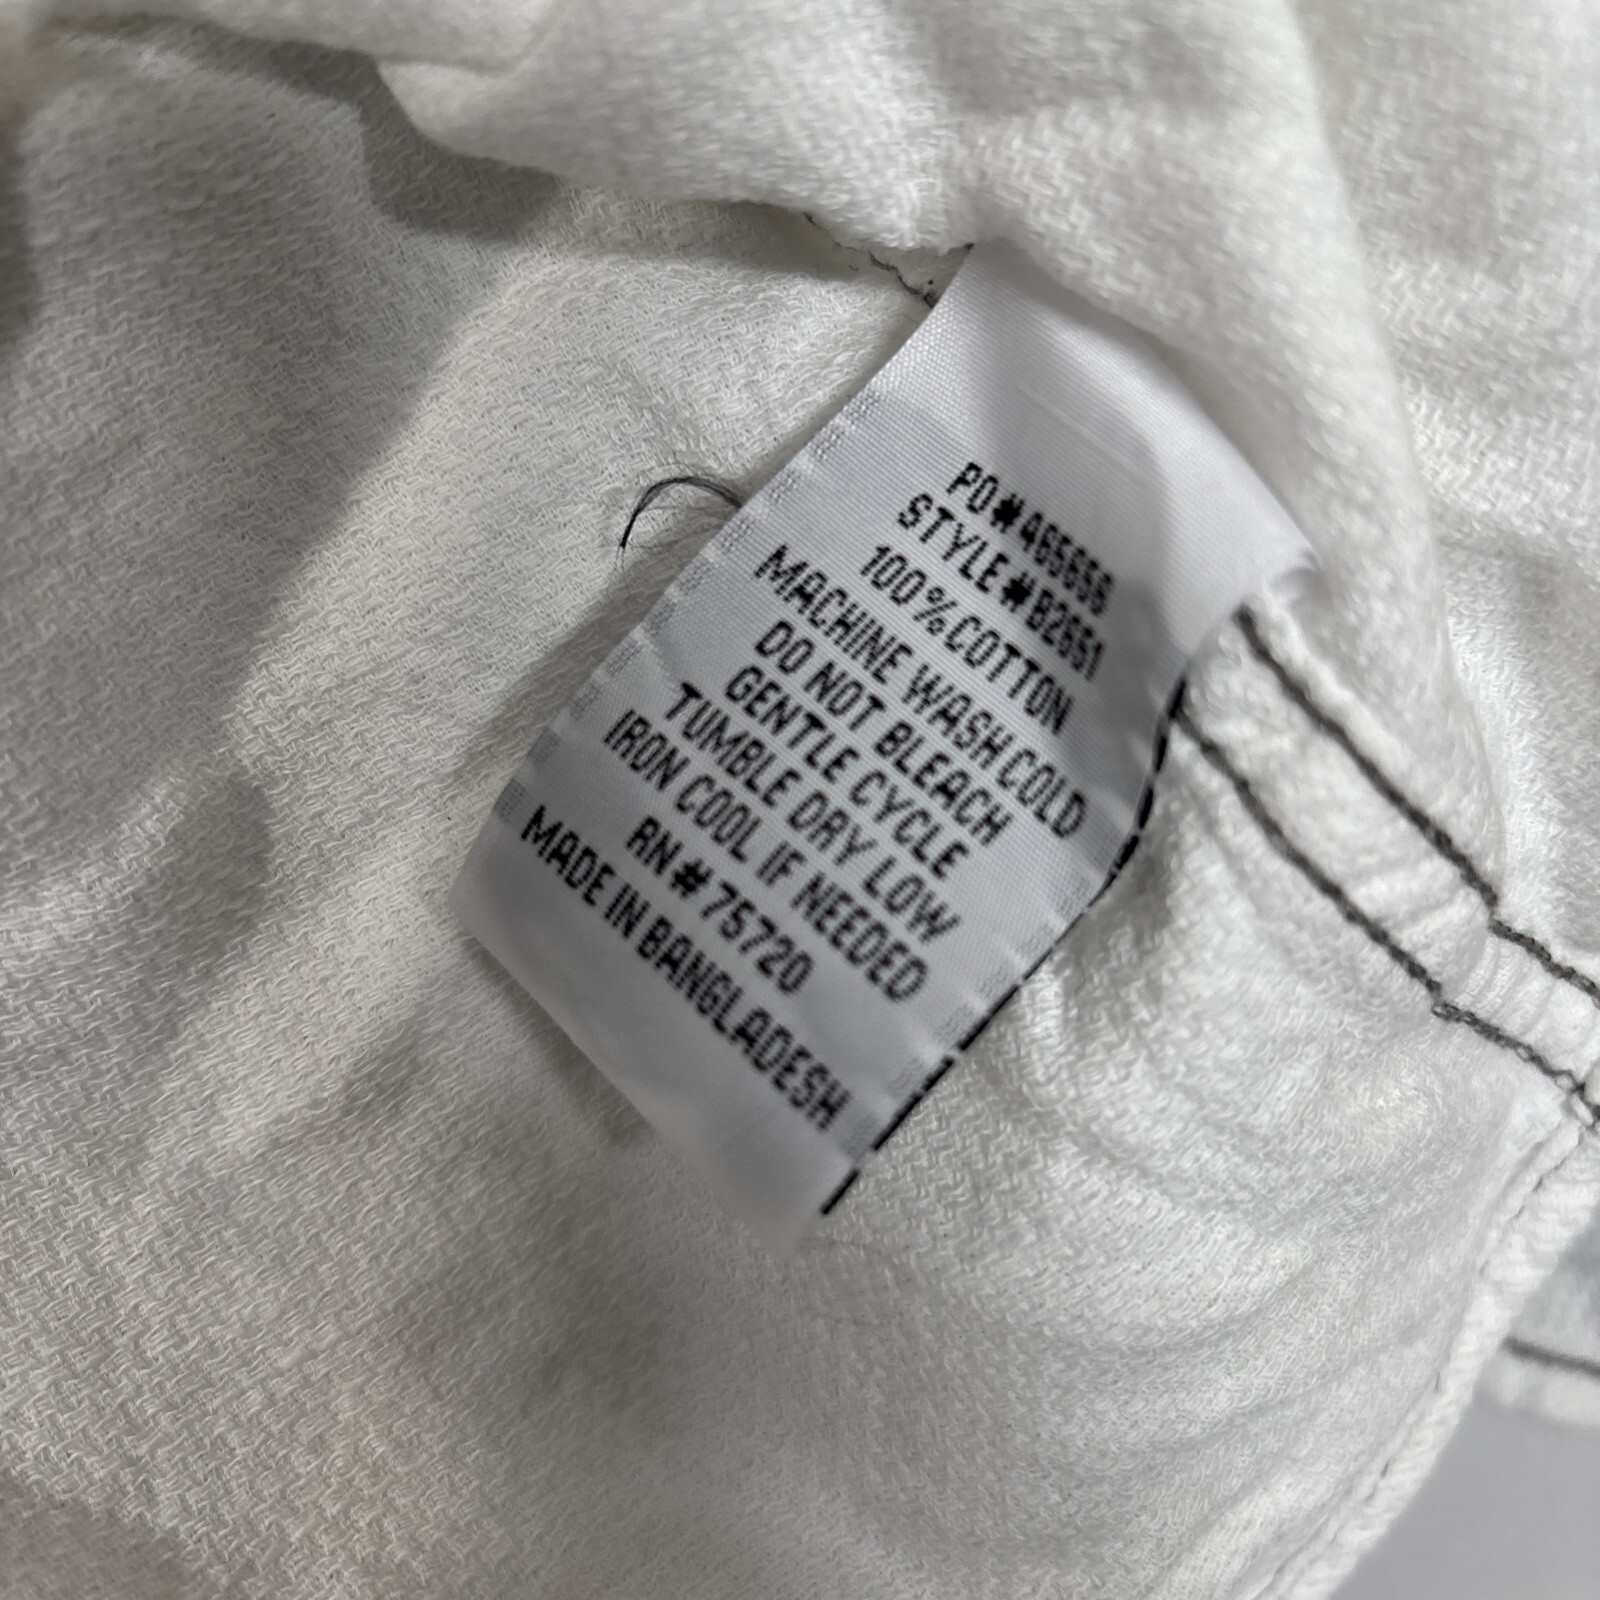 PO#465656
STYLE#B2651
100%COTTON
MACHINE WASH COLD
DO NOT BLEACH
GENTLE CYCLE
TUMBLE DRY LOW
IRON COOL IF NEEDED
RN#75720
MADE IN BANGLADESH